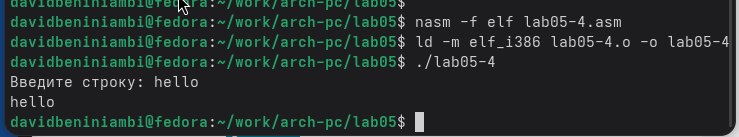 davidbeniniambi@fedora:~/work/arch-pc/lab05$
davidbeniniambi@fedora:~/work/arch-pc/lab05$ nasm -f elf lab05-4.asm
davidbeniniambi@fedora:~/work/arch-pc/lab05$ ld -m elf_i386 lab05-4.o -o lab05-4
davidbeniniambi@fedora:~/work/arch-pc/lab05$ ./lab05-4
Введите строку: hello
hello
davidbeniniambi@fedora:~/work/arch-pc/lab05$